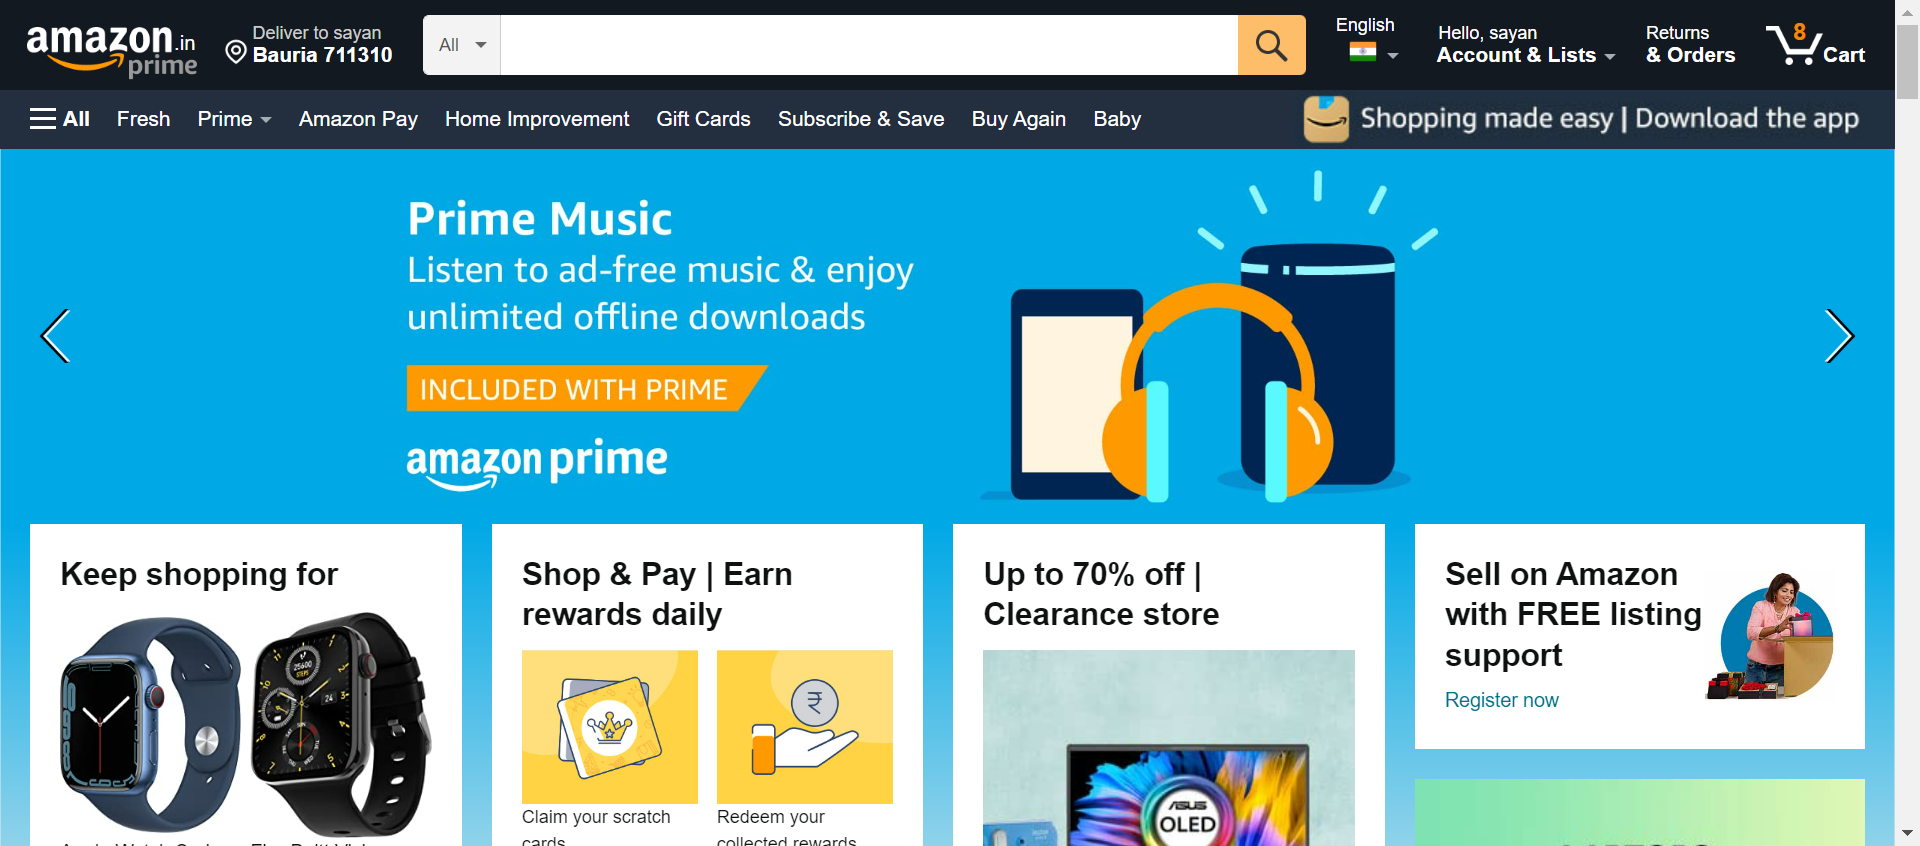 amazon.in
prime
Deliver to sayan
Bauria 711310
All
English
Hello, sayan
Account & Lists
Returns
& Orders
8
Cart
All
Fresh
Prime
Amazon Pay
Home Improvement
Gift Cards
Subscribe & Save
Buy Again
Baby
Shopping made easy | Download the app
Prime Music
Listen to ad-free music & enjoy
unlimited offline downloads
INCLUDED WITH PRIME
amazon prime
Keep shopping for
25600
STEPS
24
Shop & Pay | Earn
rewards daily
₹
Claim your scratch
cards
Redeem your
collected rewards
Up to 70% off |
Clearance store
ASUS
OLED
Sell on Amazon
with FREE listing
support
Register now